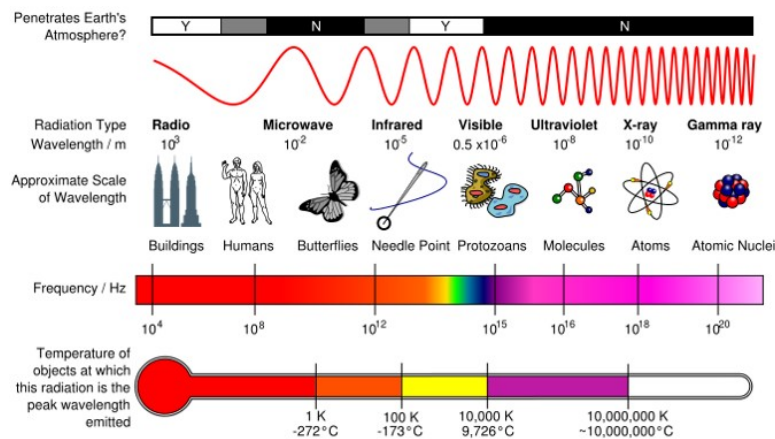 Penetrates Earth's
Atmosphere?
Y N Y N
Radiation Type
Radio Microwave Infrared Visible Ultraviolet X-ray Gamma ray
Wavelength / m
10³ 10⁻² 10⁻⁵ 0.5 x10⁻⁶ 10⁻⁸ 10⁻¹⁰ 10⁻¹²
Approximate Scale
of Wavelength
Buildings Humans Butterflies Needle Point Protozoans Molecules Atoms Atomic Nuclei
Frequency / Hz
10⁴ 10⁸ 10¹² 10¹⁵ 10¹⁶ 10¹⁸ 10²⁰
Temperature of
objects at which
this radiation is the
peak wavelength
emitted
1 K 100 K 10,000 K 10,000,000 K
-272°C -173°C 9,726°C ~10,000,000°C